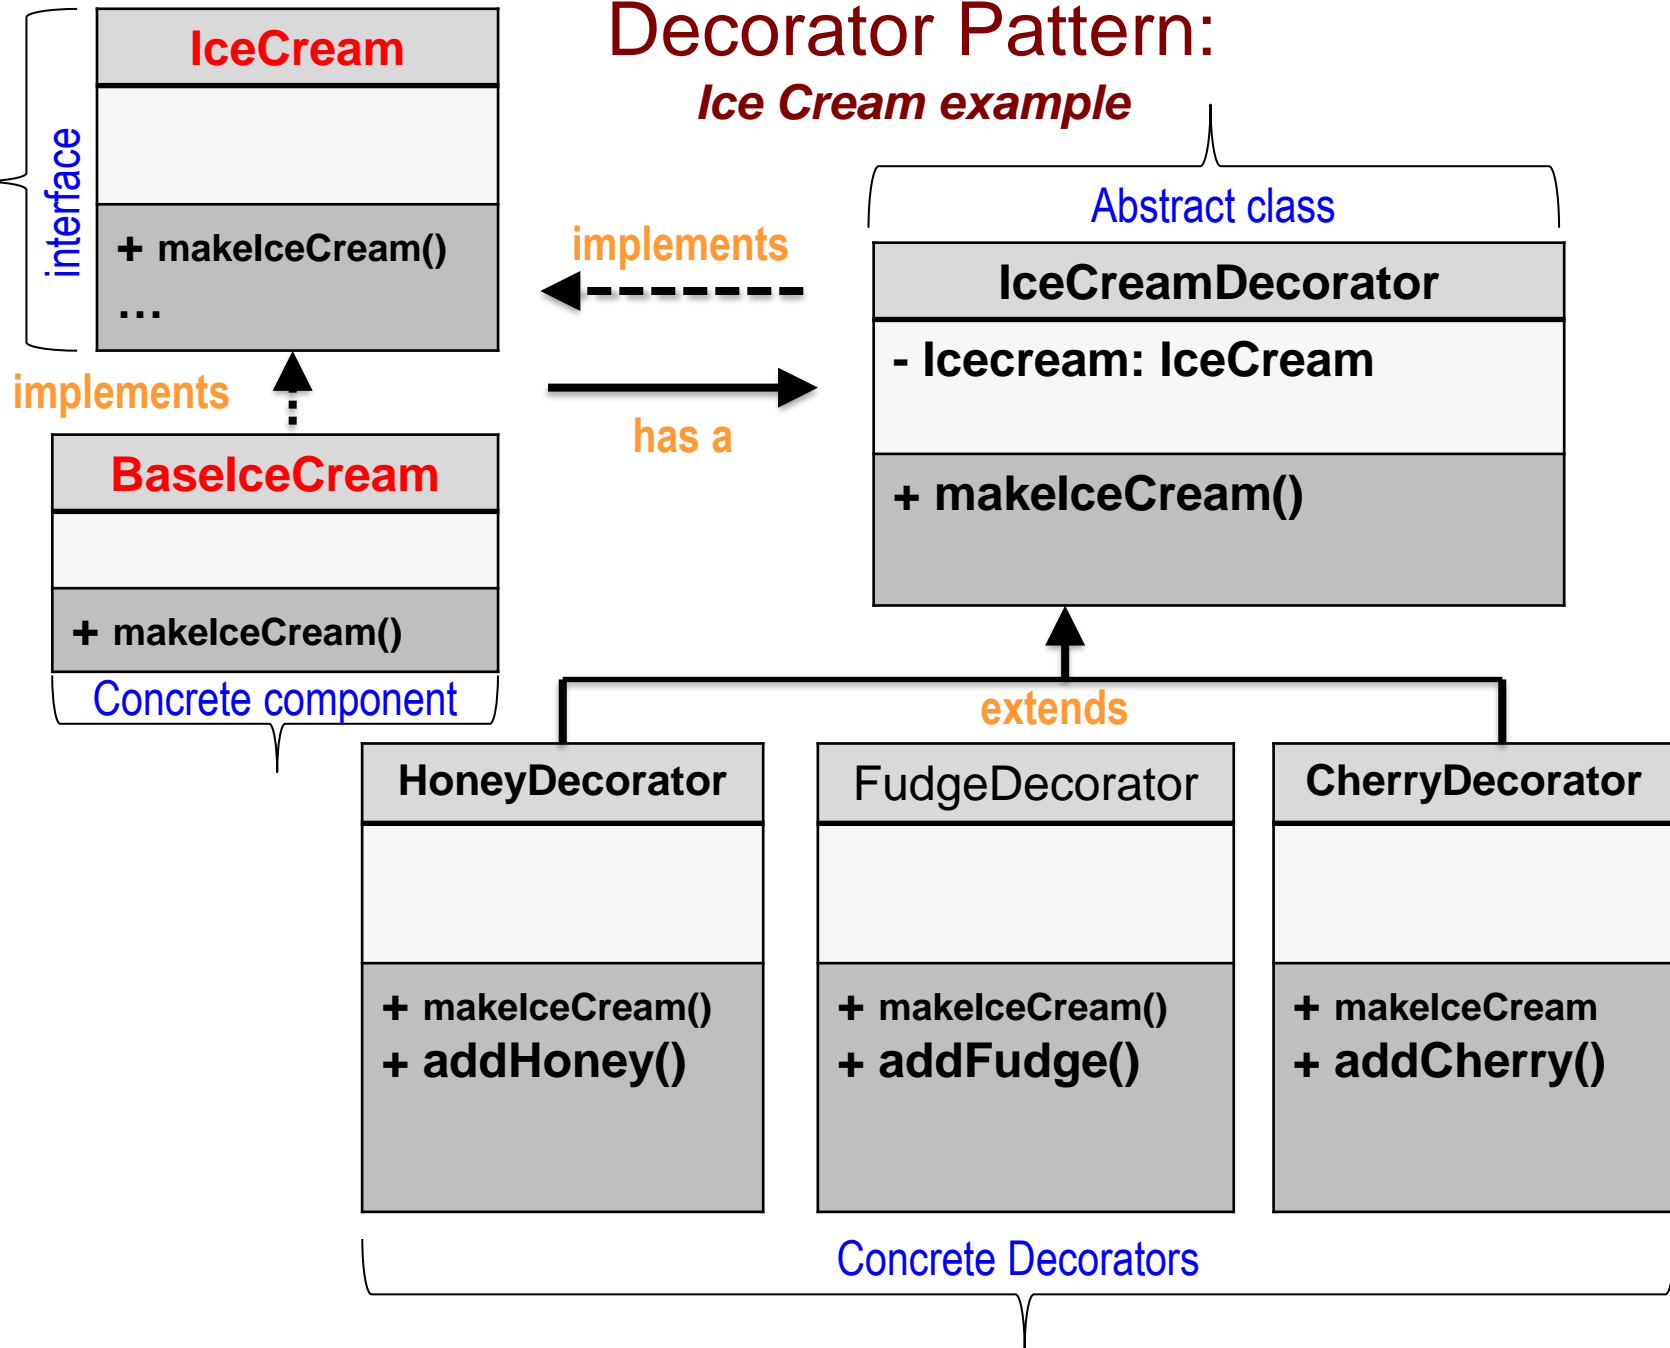 Decorator Pattern:
Ice Cream example
interface
IceCream
+ makeIceCream()
...
implements
BaseIceCream
+ makeIceCream()
Concrete component
implements
has a
Abstract class
IceCreamDecorator
- Icecream: IceCream
+ makeIceCream()
extends
HoneyDecorator
+ makeIceCream()
+ addHoney()
FudgeDecorator
+ makeIceCream()
+ addFudge()
CherryDecorator
+ makeIceCream
+ addCherry()
Concrete Decorators